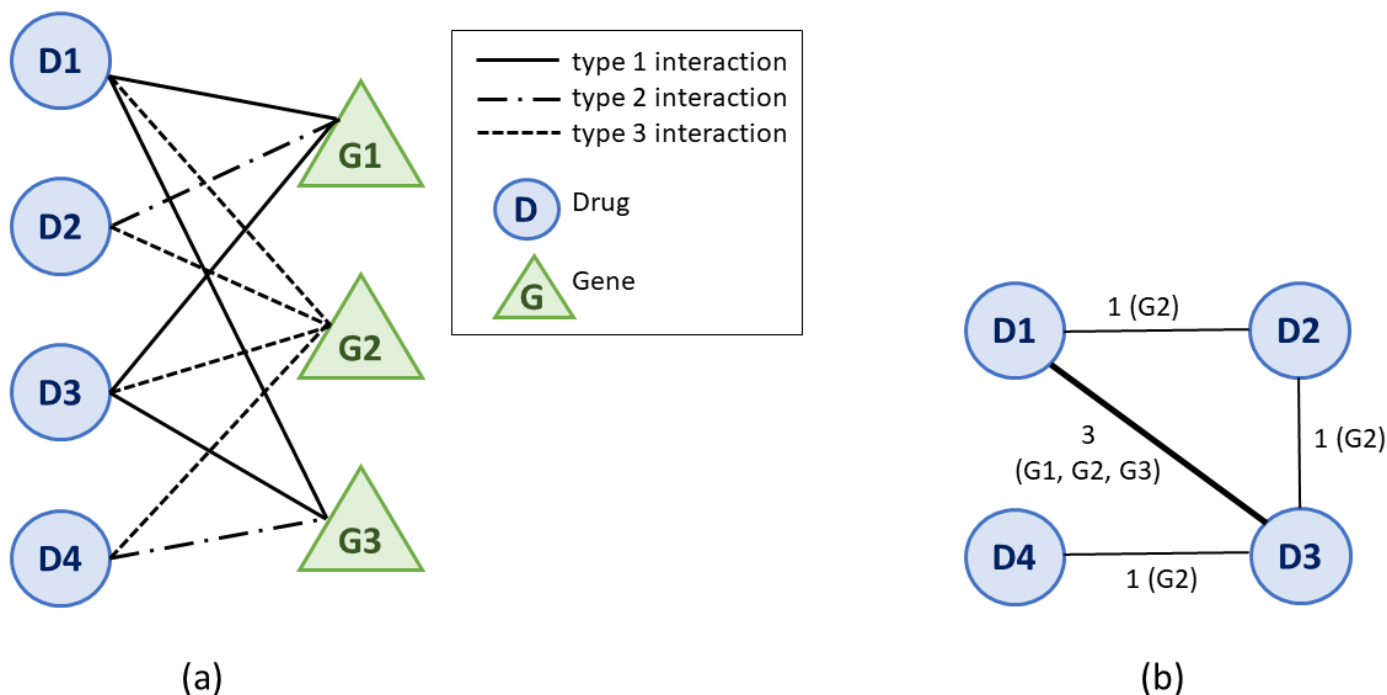 D1
D2
D3
D4
G1
G2
G3
type 1 interaction
type 2 interaction
type 3 interaction
D Drug
G Gene
(a)
D1
1 (G2)
D2
3
(G1, G2, G3)
1 (G2)
D4
1 (G2)
D3
(b)